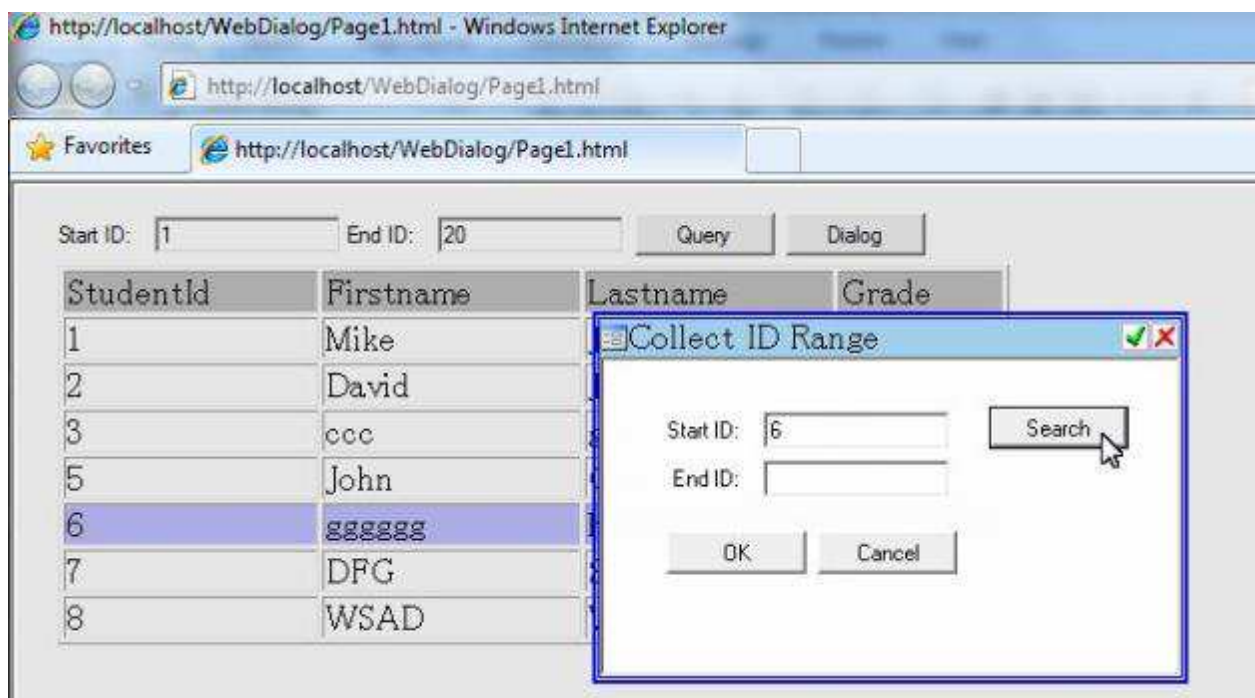 http://localhost/WebDialog/Page1.html - Windows Internet Explorer
http://localhost/WebDialog/Page1.html
Favorites http://localhost/WebDialog/Page1.html
Start ID: 1 End ID: 20 Query Dialog
StudentId Firstname Lastname Grade
1 Mike
2 David
3 ccc
5 John
6 gggggg
7 DFG
8 WSAD
Collect ID Range
Start ID: 6 Search
End ID:
OK Cancel